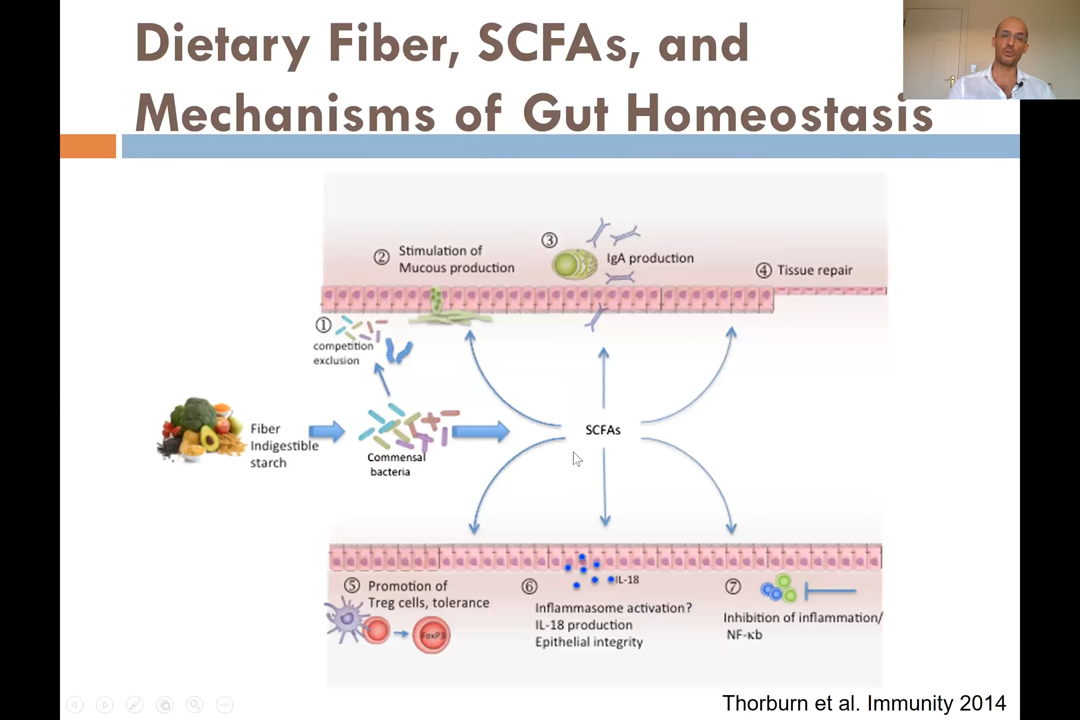 Dietary Fiber, SCFAs, and
Mechanisms of Gut Homeostasis
② Stimulation of
Mucous production
③
IgA production
④ Tissue repair
①
competition
exclusion
Fiber
Indigestible
starch
Commensal
bacteria
SCFAs
⑤ Promotion of
Treg cells, tolerance
FoxP3
⑥
IL-18
Inflammasome activation?
IL-18 production
Epithelial integrity
⑦
Inhibition of inflammation/
NF-κb
Thorburn et al. Immunity 2014